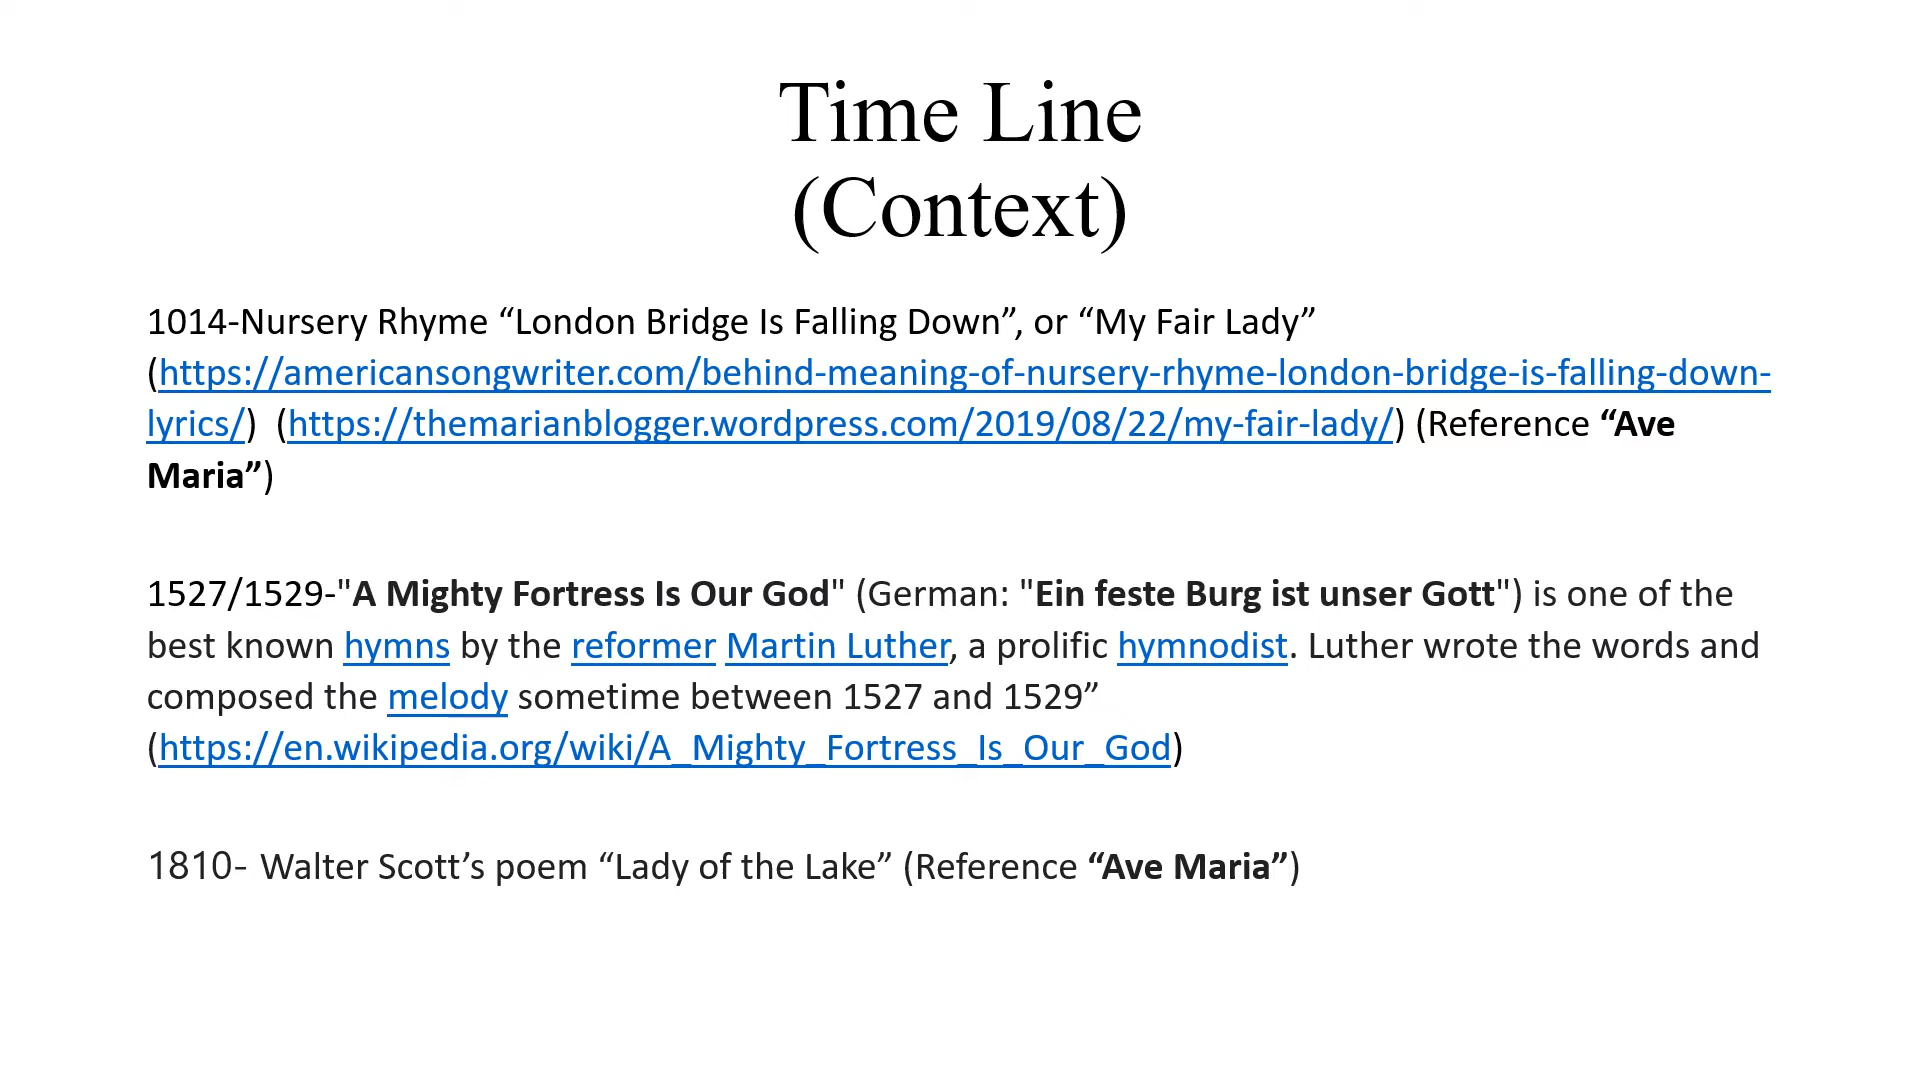 Time Line
(Context)
1014-Nursery Rhyme “London Bridge Is Falling Down”, or “My Fair Lady”
(https://americansongwriter.com/behind-meaning-of-nursery-rhyme-london-bridge-is-falling-down-
lyrics/)  (https://themarianblogger.wordpress.com/2019/08/22/my-fair-lady/) (Reference “Ave
Maria”)
1527/1529-"A Mighty Fortress Is Our God" (German: "Ein feste Burg ist unser Gott") is one of the
best known hymns by the reformer Martin Luther, a prolific hymnodist. Luther wrote the words and
composed the melody sometime between 1527 and 1529”
(https://en.wikipedia.org/wiki/A_Mighty_Fortress_Is_Our_God)
1810- Walter Scott’s poem “Lady of the Lake” (Reference “Ave Maria”)